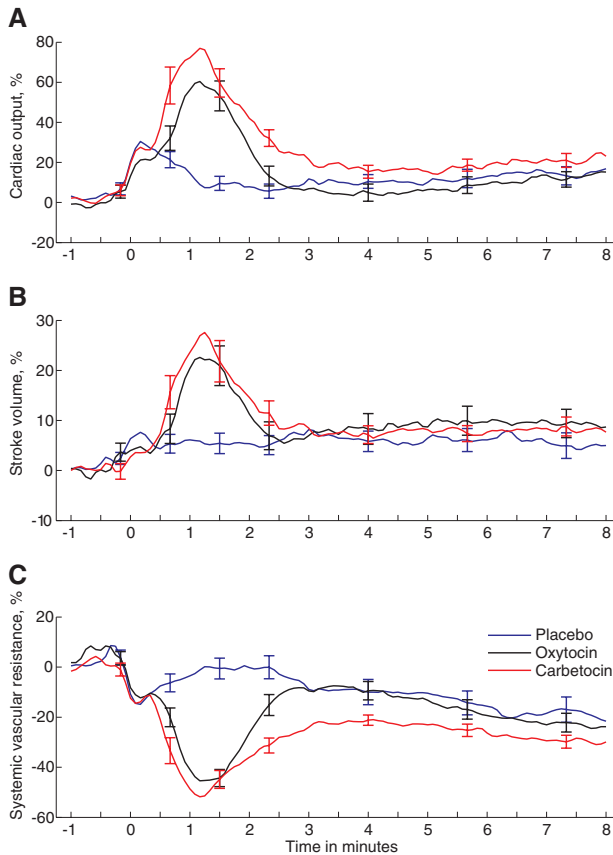 A
Cardiac output, %
80
60
40
20
0
-20
-1 0 1 2 3 4 5 6 7 8
B
Stroke volume, %
30
20
10
0
-10
-1 0 1 2 3 4 5 6 7 8
C
Systemic vascular resistance, %
20
0
-20
-40
-60
Placebo
Oxytocin
Carbetocin
-1 0 1 2 3 4 5 6 7 8
Time in minutes